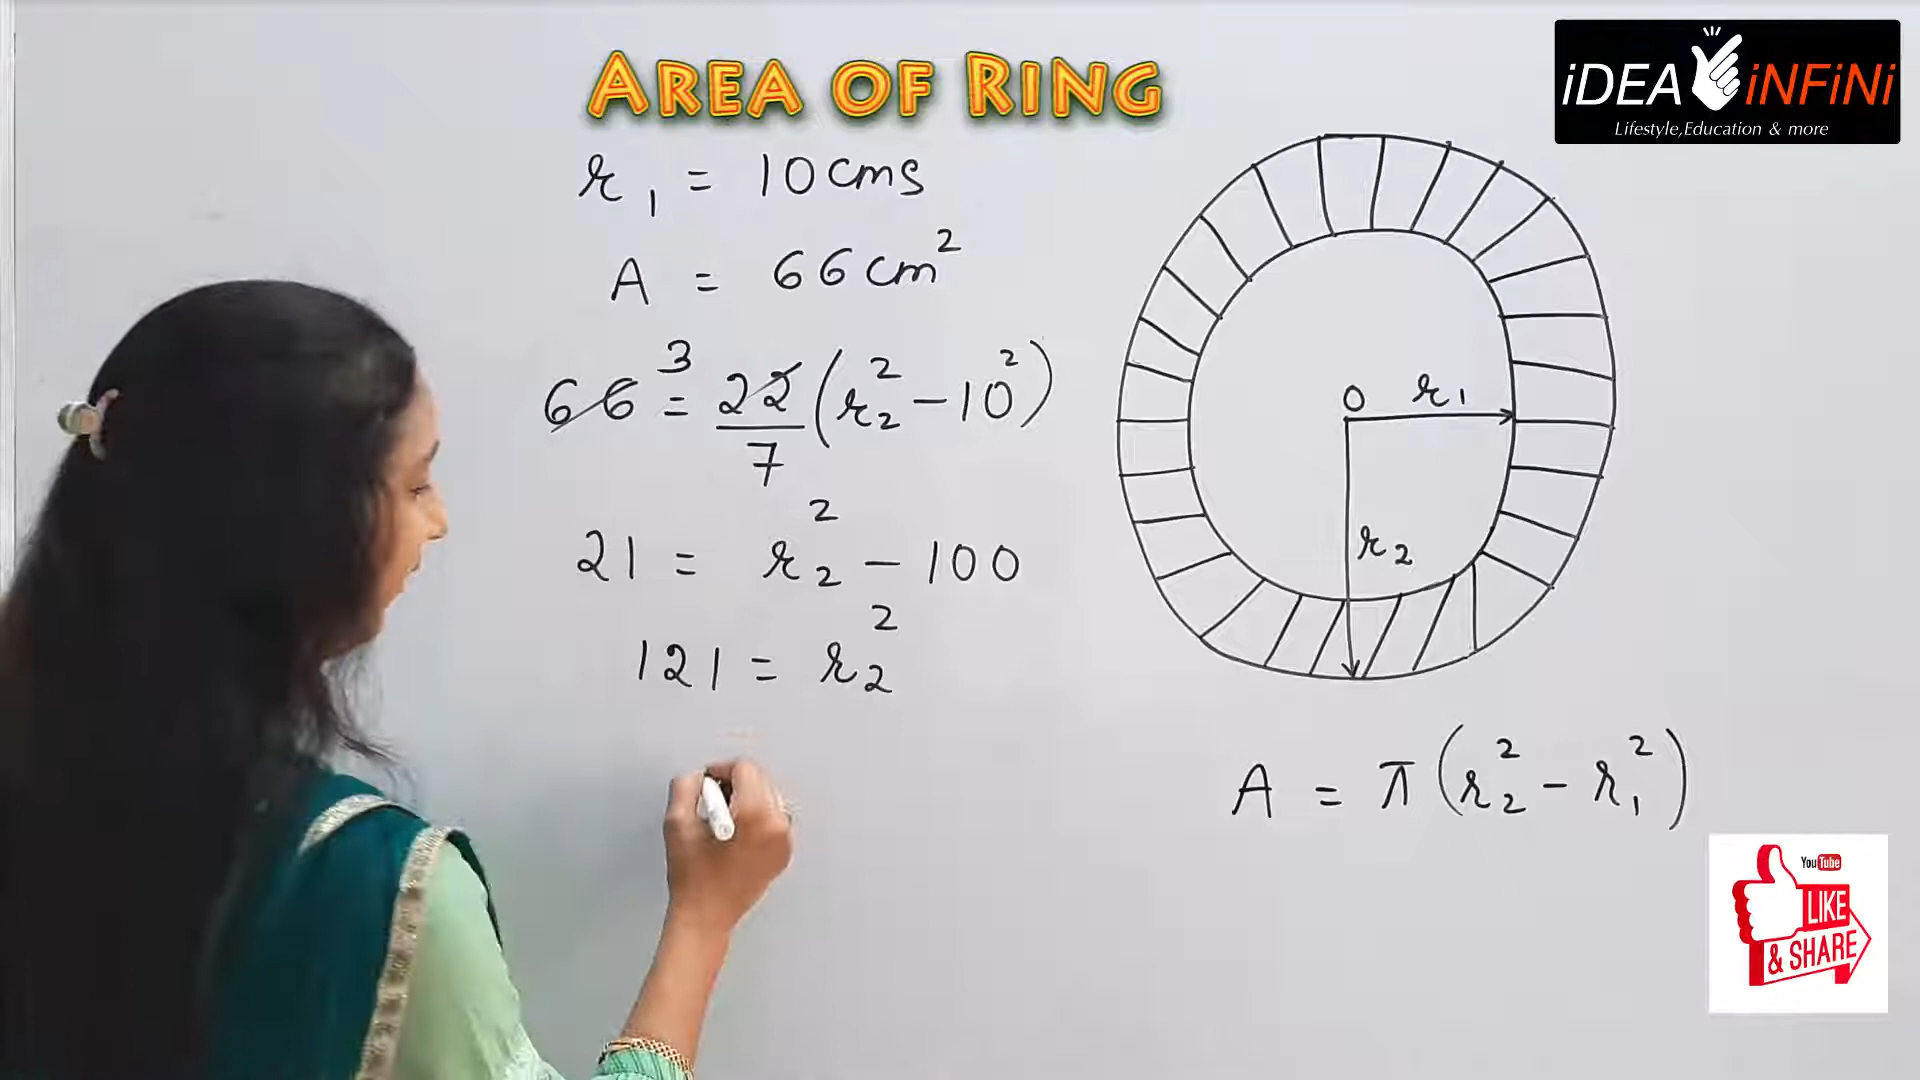 AREA OF RING
iDEA iNFiNi
Lifestyle,Education & more
r₁ = 10cms
A = 66cm²
66 3 = 22/7 (r₂² - 10²)
21 = r₂² - 100
121 = r₂²
O r₁
r₂
A = π(r₂² - r₁²)
YouTube
LIKE
& SHARE